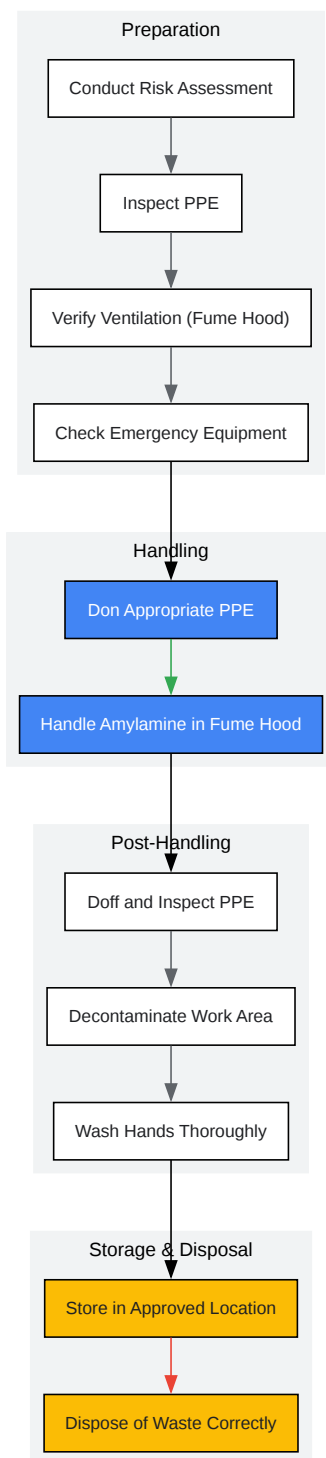 Preparation
Conduct Risk Assessment
Inspect PPE
Verify Ventilation (Fume Hood)
Check Emergency Equipment
Handling
Don Appropriate PPE
Handle Amylamine in Fume Hood
Post-Handling
Doff and Inspect PPE
Decontaminate Work Area
Wash Hands Thoroughly
Storage & Disposal
Store in Approved Location
Dispose of Waste Correctly